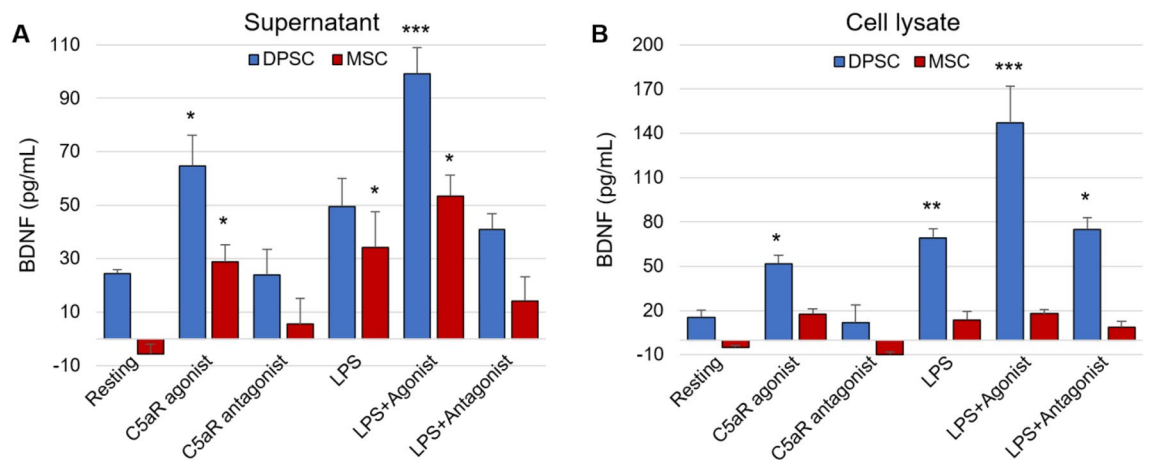 A
Supernatant
DPSC MSC
BDNF (pg/mL)
110
90
70
50
30
10
-10
*
*
*
***
*
Resting
C5aR agonist
C5aR antagonist
LPS
LPS+Agonist
LPS+Antagonist
B
Cell lysate
DPSC MSC
BDNF (pg/mL)
200
170
140
110
80
50
20
-10
*
**
***
*
Resting
C5aR agonist
C5aR antagonist
LPS
LPS+Agonist
LPS+Antagonist